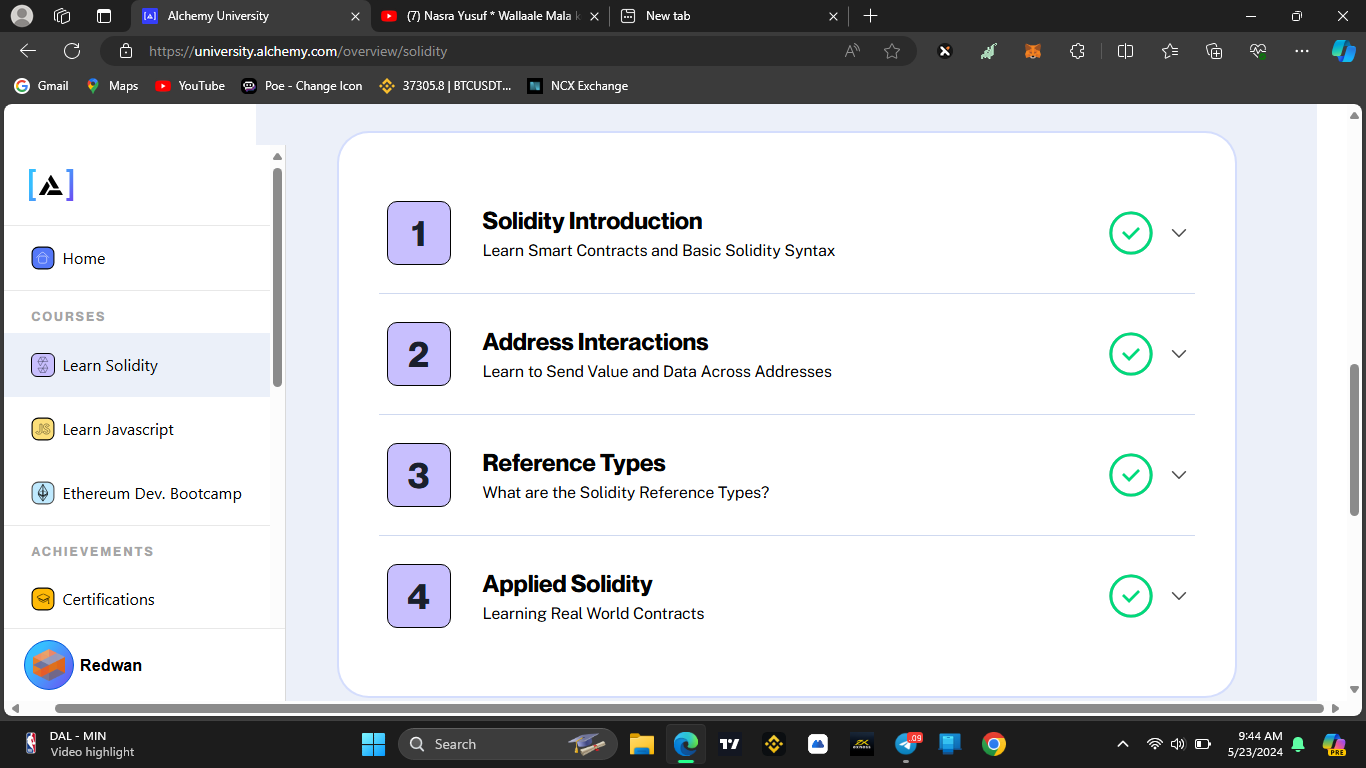 Alchemy University
(7) Nasra Yusuf * Wallaale Mala
New tab
https://university.alchemy.com/overview/solidity
Gmail
Maps
YouTube
Poe - Change Icon
37305.8 | BTCUSDT...
NCX Exchange
Home
COURSES
Learn Solidity
Learn Javascript
Ethereum Dev. Bootcamp
ACHIEVEMENTS
Certifications
Redwan
1
Solidity Introduction
Learn Smart Contracts and Basic Solidity Syntax
2
Address Interactions
Learn to Send Value and Data Across Addresses
3
Reference Types
What are the Solidity Reference Types?
4
Applied Solidity
Learning Real World Contracts
DAL - MIN
Video highlight
Search
.09
9:44 AM
5/23/2024
PRE